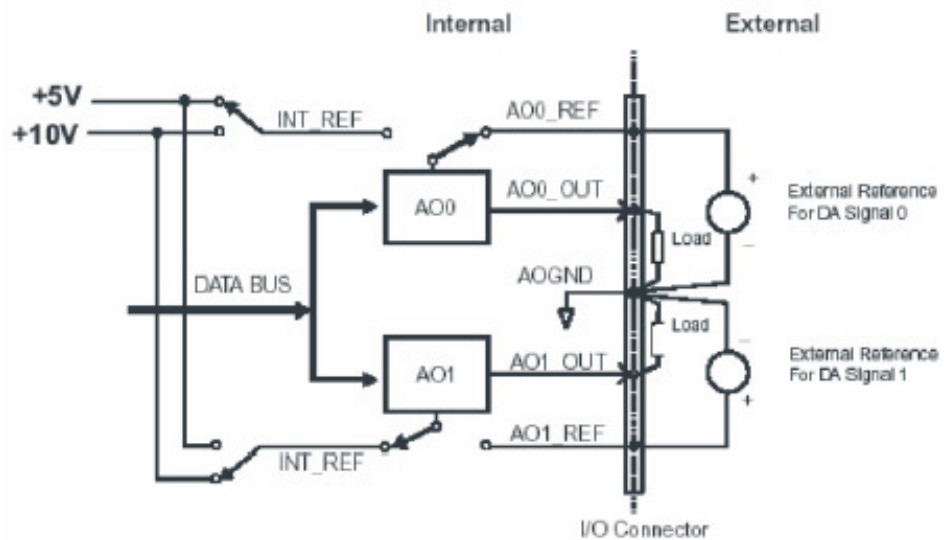 Internal External
+5V
+10V
INT_REF
AO0_REF
AO0
AO0_OUT
+
External Reference
For DA Signal 0
_
Load
DATA BUS
AOGND
Load
_
AO1
AO1_OUT
External Reference
For DA Signal 1
+
INT_REF
AO1_REF
I/O Connector